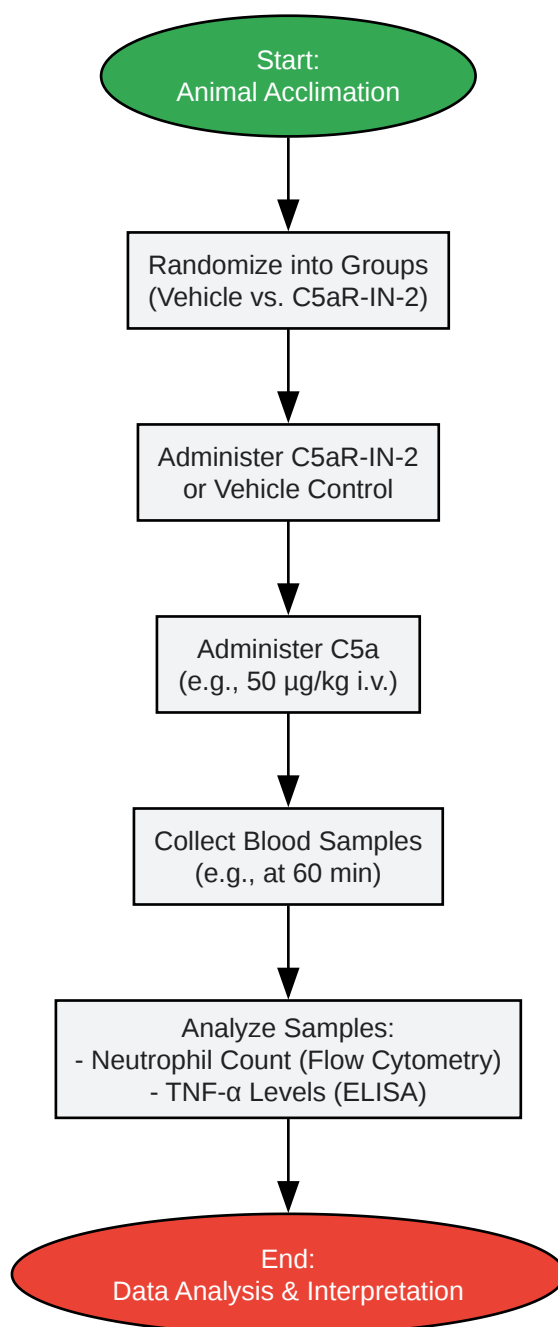 Start:
Animal Acclimation
Randomize into Groups
(Vehicle vs. C5aR-IN-2)
Administer C5aR-IN-2
or Vehicle Control
Administer C5a
(e.g., 50 µg/kg i.v.)
Collect Blood Samples
(e.g., at 60 min)
Analyze Samples:
- Neutrophil Count (Flow Cytometry)
- TNF-α Levels (ELISA)
End:
Data Analysis & Interpretation